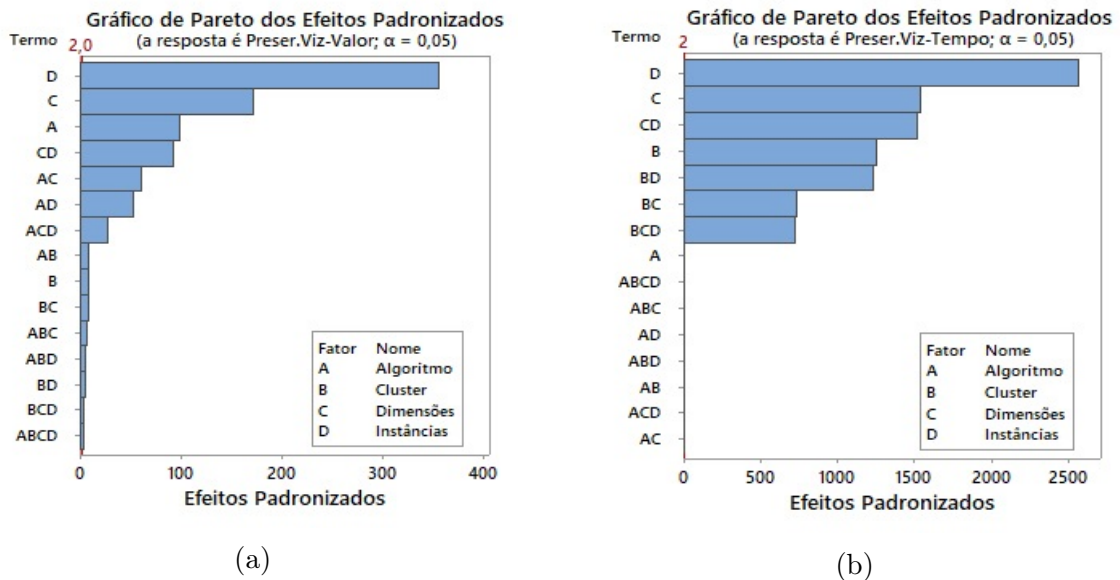 Gráfico de Pareto dos Efeitos Padronizados
(a resposta é Preser.Viz-Valor; α = 0,05)
Termo
2,0
D
C
A
CD
AC
AD
ACD
AB
B
BC
ABC
ABD
BD
BCD
ABCD
Fator Nome
A Algoritmo
B Cluster
C Dimensões
D Instâncias
0 100 200 300 400
Efeitos Padronizados
(a)
Gráfico de Pareto dos Efeitos Padronizados
(a resposta é Preser.Viz-Tempo; α = 0,05)
Termo
2
D
C
CD
B
BD
BC
BCD
A
ABCD
ABC
AD
ABD
AB
ACD
AC
Fator Nome
A Algoritmo
B Cluster
C Dimensões
D Instâncias
0 500 1000 1500 2000 2500
Efeitos Padronizados
(b)